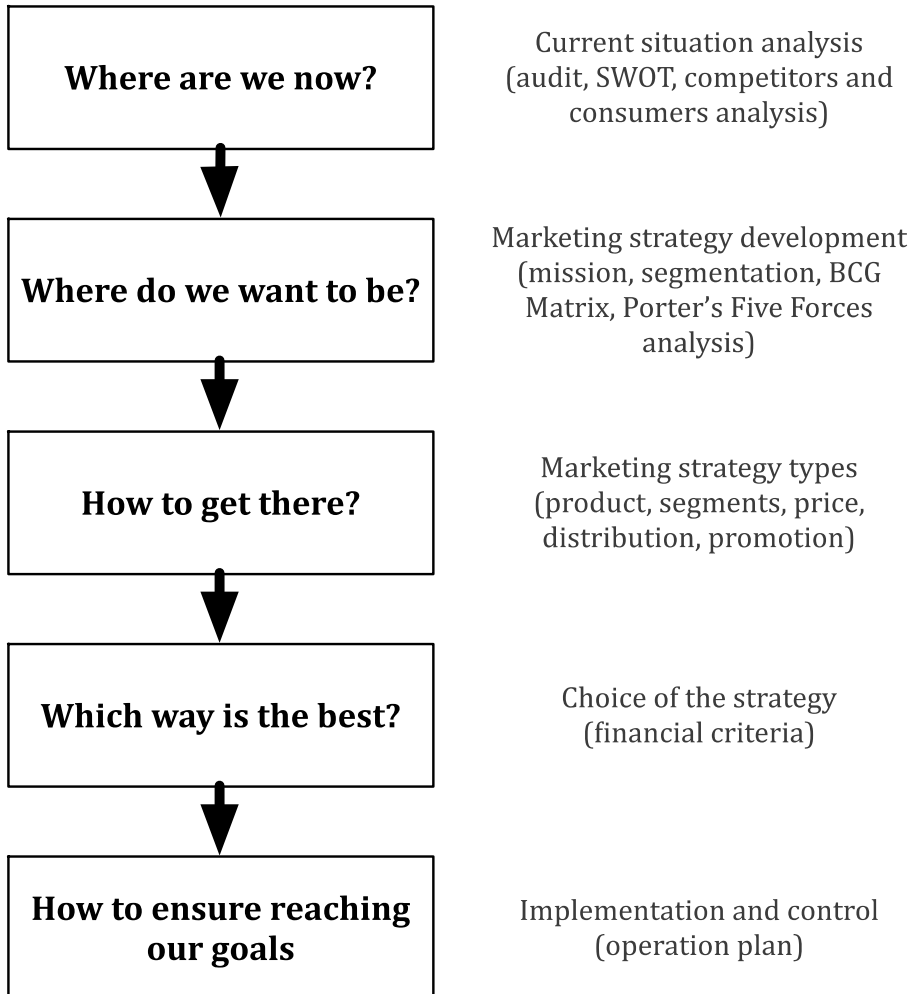 Where are we now?
Current situation analysis
(audit, SWOT, competitors and
consumers analysis)
Where do we want to be?
Marketing strategy development
(mission, segmentation, BCG
Matrix, Porter’s Five Forces
analysis)
How to get there?
Marketing strategy types
(product, segments, price,
distribution, promotion)
Which way is the best?
Choice of the strategy
(financial criteria)
How to ensure reaching
our goals
Implementation and control
(operation plan)